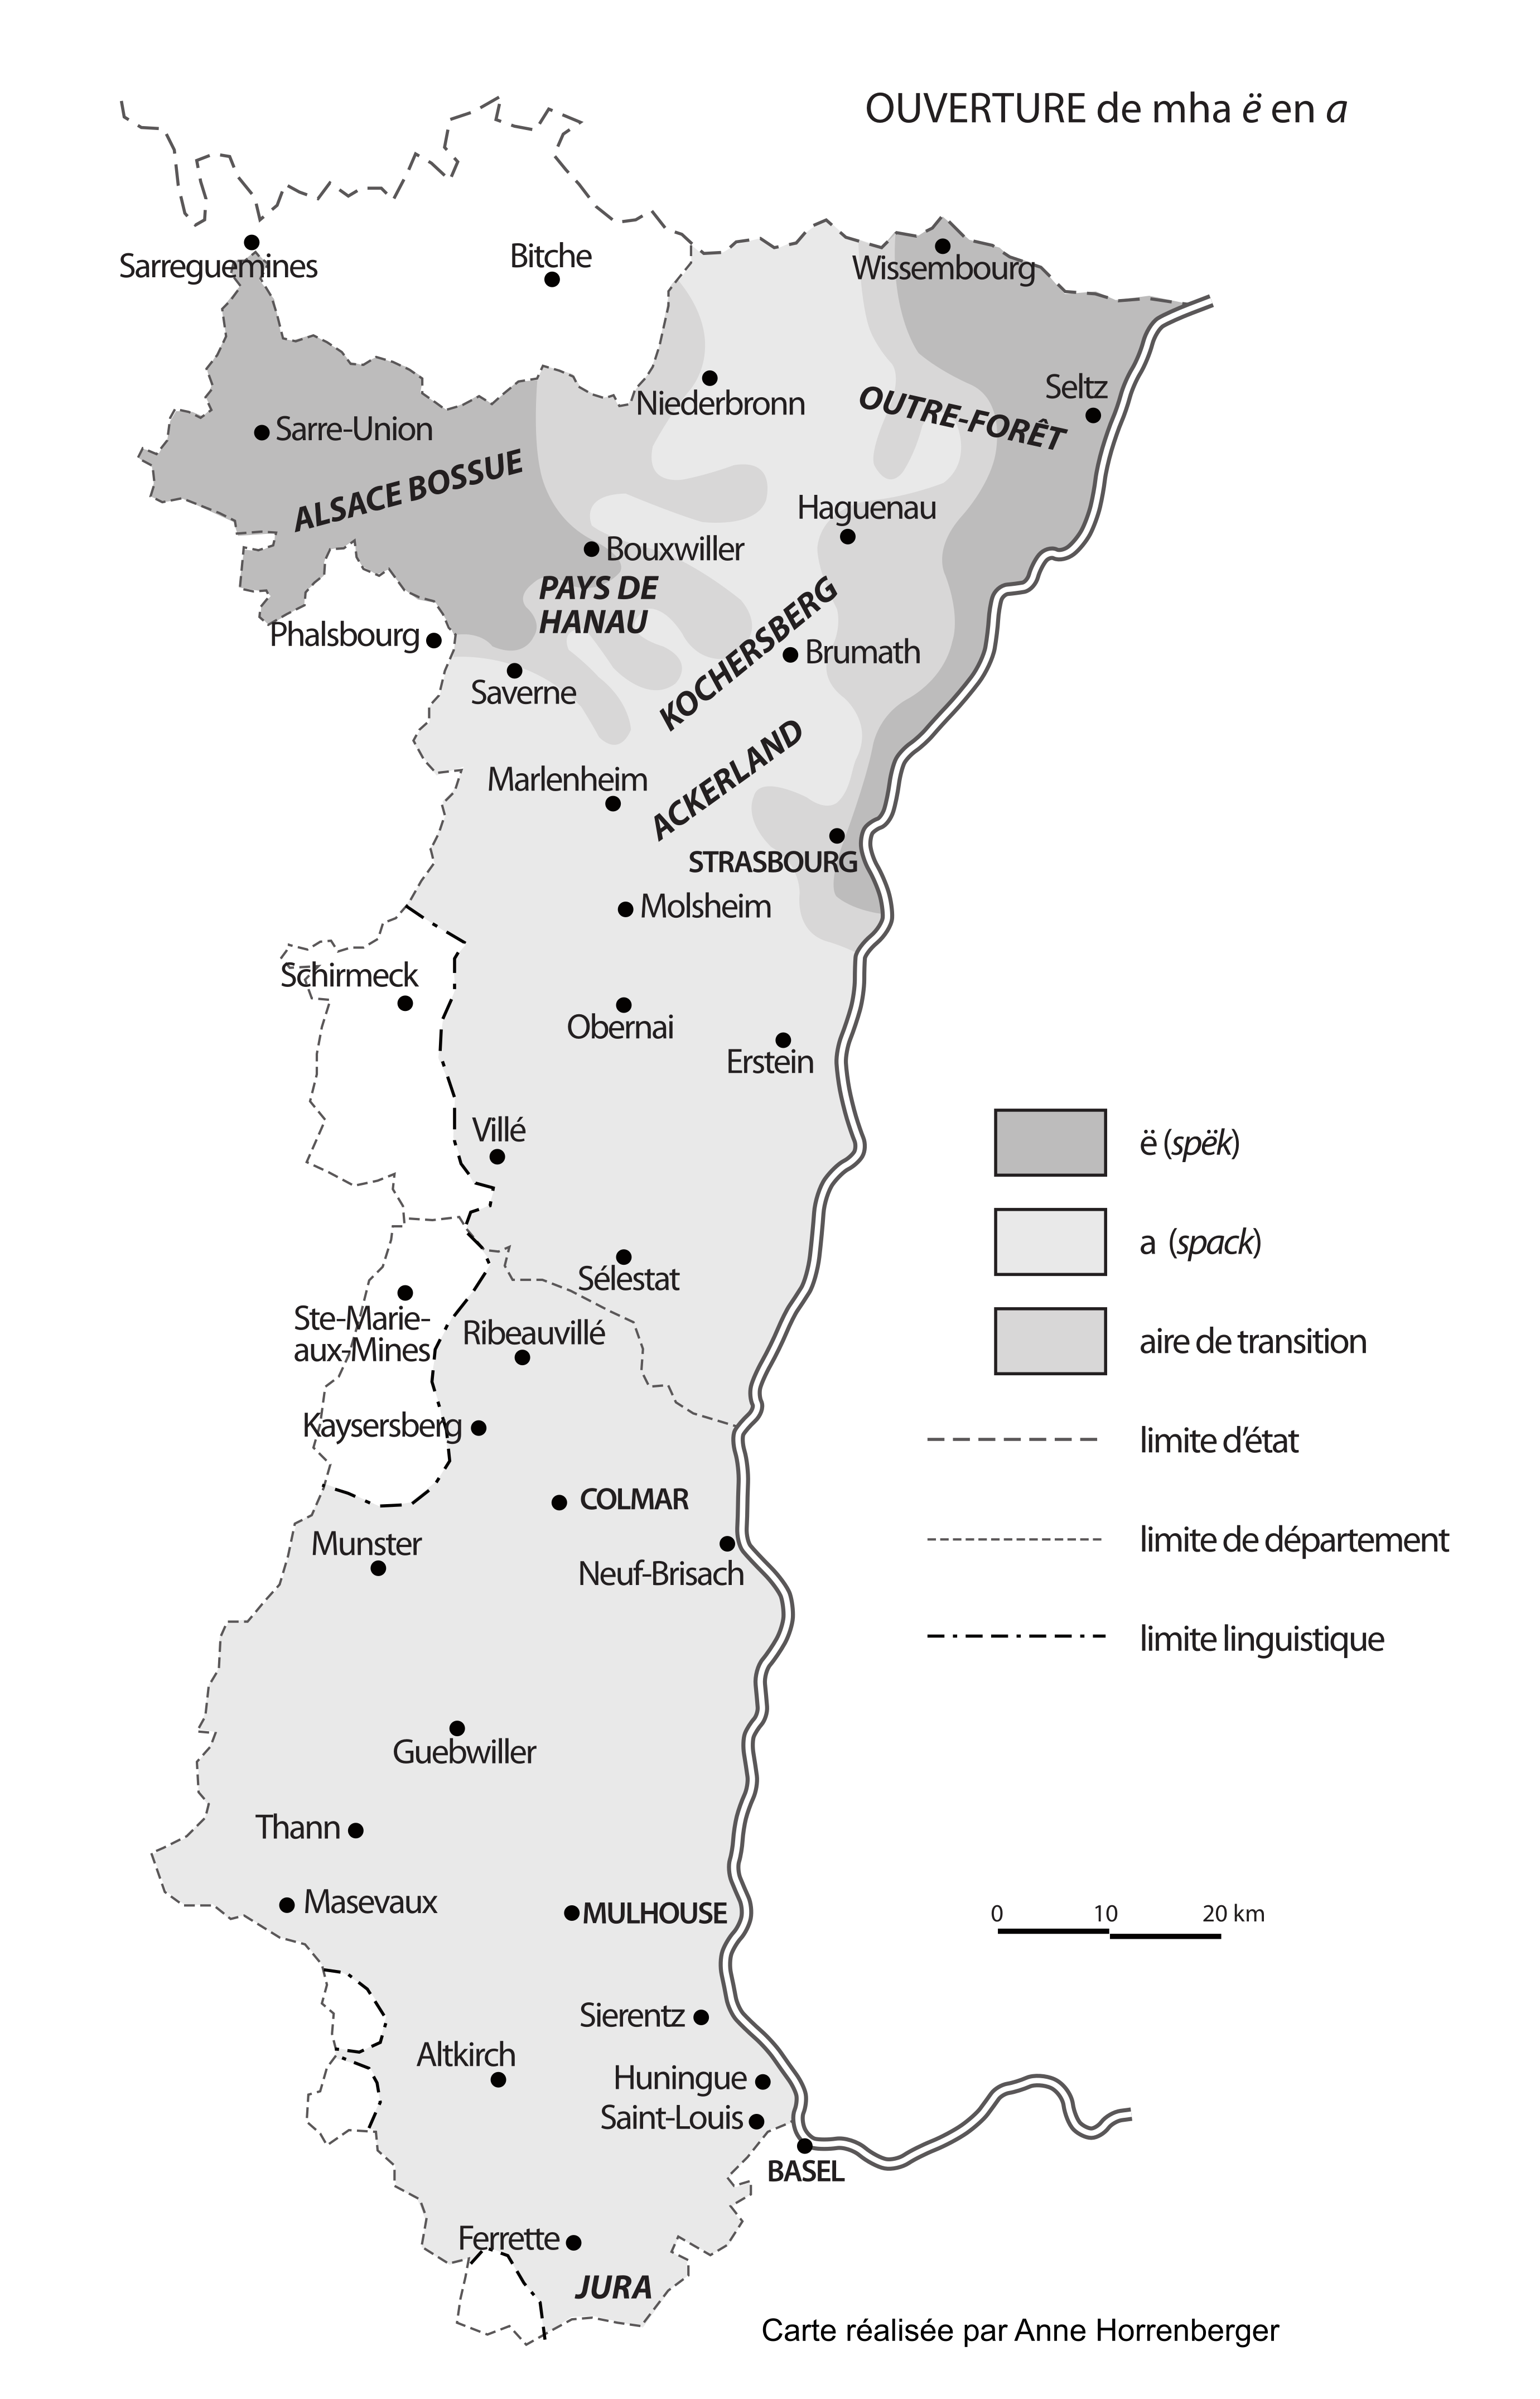 OUVERTURE de mha ë en a
Sarreguemines
Bitche
Wissembourg
Niederbronn
Seltz
OUTRE-FORÊT
Sarre-Union
ALSACE BOSSUE
Haguenau
Bouxwiller
PAYS DE
HANAU
Phalsbourg
KOCHERSBERG
Brumath
Saverne
Marlenheim
ACKERLAND
STRASBOURG
Molsheim
Schirmeck
Obernai
Erstein
Villé
ë (spëk)
a (spack)
Sélestat
Ste-Marie-
aux-Mines
Ribeauvillé
aire de transition
Kaysersberg
limite d'état
COLMAR
Munster
Neuf-Brisach
limite de département
limite linguistique
Guebwiller
Thann
Masevaux
MULHOUSE
0 10 20 km
Sierentz
Altkirch
Huningue
Saint-Louis
BASEL
Ferrette
JURA
Carte réalisée par Anne Horrenberger